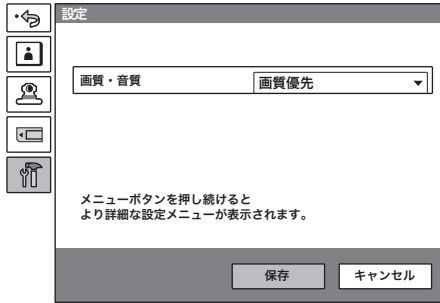 設定
画質・音質
画質優先
メニューボタンを押し続けると
より詳細な設定メニューが表示されます。
保存
キャンセル